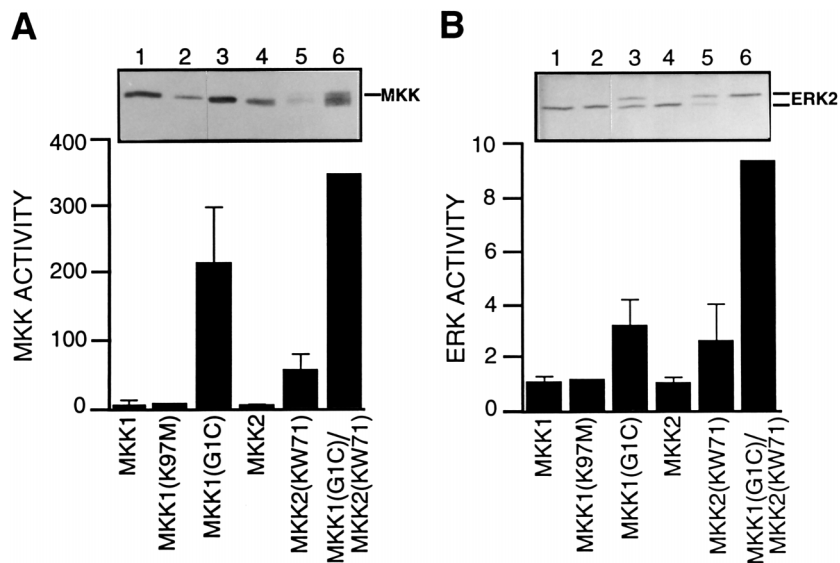 A
1 2 3 4 5 6
MKK
400
300
200
100
0
MKK ACTIVITY
MKK1
MKK1(K97M)
MKK1(G1C)
MKK2
MKK2(KW71)
MKK1(G1C)/
MKK2(KW71)
B
1 2 3 4 5 6
ERK2
10
8
6
4
2
0
ERK ACTIVITY
MKK1
MKK1(K97M)
MKK1(G1C)
MKK2
MKK2(KW71)
MKK1(G1C)/
MKK2(KW71)